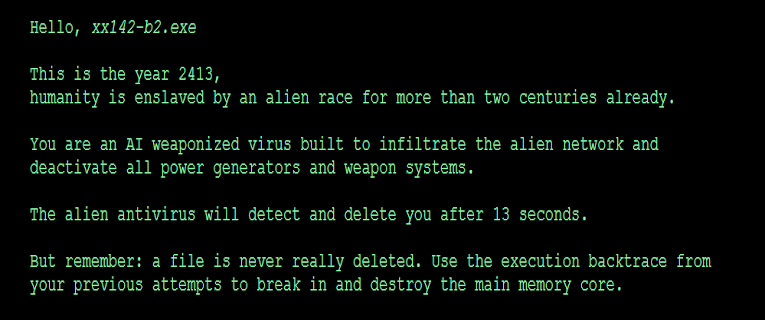 Hello, xx142-b2.exe
This is the year 2413,
humanity is enslaved by an alien race for more than two centuries already.
You are an AI weaponized virus built to infiltrate the alien network and
deactivate all power generators and weapon systems.
The alien antivirus will detect and delete you after 13 seconds.
But remember: a file is never really deleted. Use the execution backtrace from
your previous attempts to break in and destroy the main memory core.